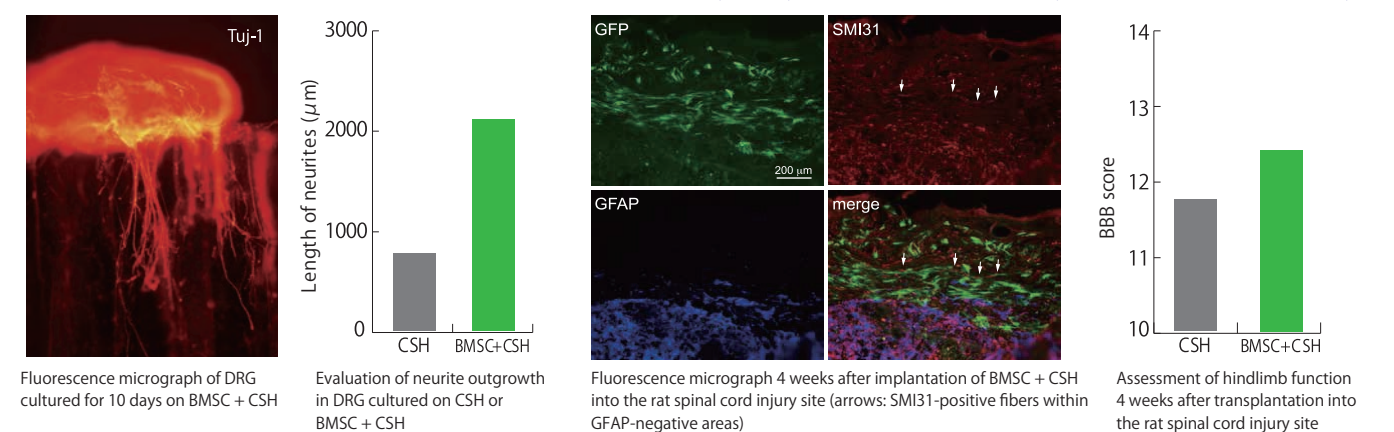 Tuj-1
Length of neurites (μm)
3000
2000
1000
0
CSH
BMSC+CSH
GFP
200 μm
SMI31
GFAP
merge
BBB score
14
13
12
11
10
CSH
BMSC+CSH
Fluorescence micrograph of DRG
cultured for 10 days on BMSC + CSH
Evaluation of neurite outgrowth
in DRG cultured on CSH or
BMSC + CSH
Fluorescence micrograph 4 weeks after implantation of BMSC + CSH
into the rat spinal cord injury site (arrows: SMI31-positive fibers within
GFAP-negative areas)
Assessment of hindlimb function
4 weeks after transplantation into
the rat spinal cord injury site